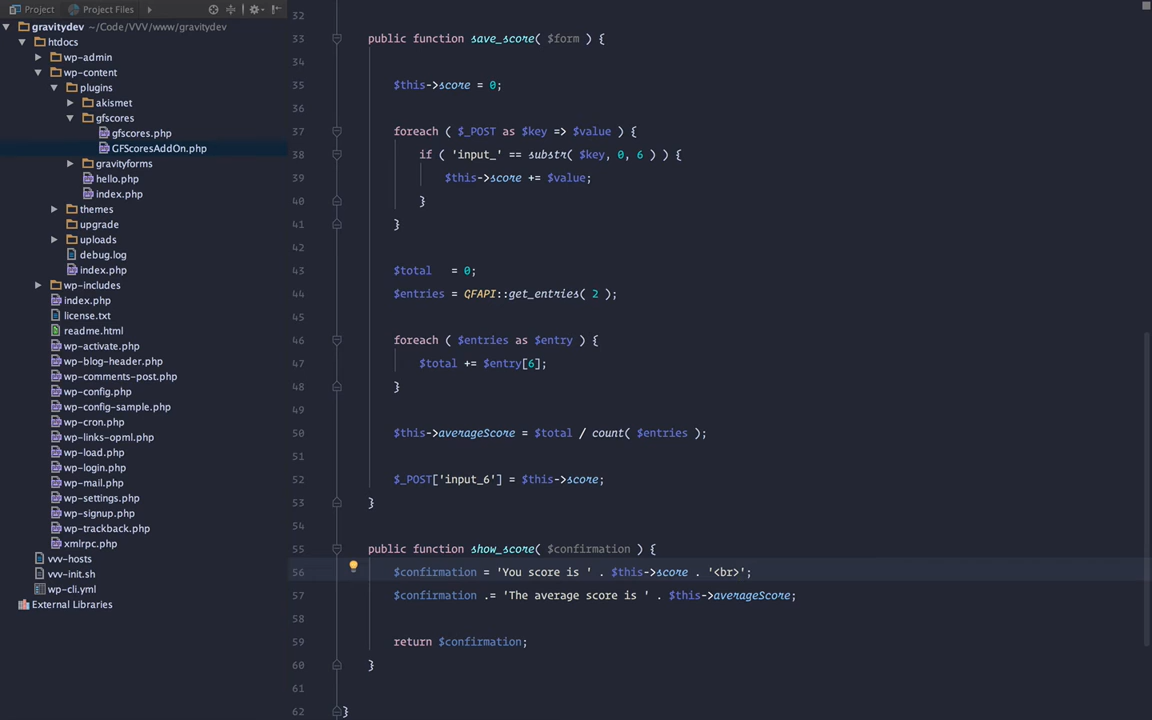 Project
Project Files
gravitydev ~/Code/VVV/www/gravitydev
htdocs
wp-admin
wp-content
plugins
akismet
gfscores
gfscores.php
GFScoresAddOn.php
gravityforms
hello.php
index.php
themes
upgrade
uploads
debug.log
index.php
wp-includes
index.php
license.txt
readme.html
wp-activate.php
wp-blog-header.php
wp-comments-post.php
wp-config.php
wp-config-sample.php
wp-cron.php
wp-links-opml.php
wp-load.php
wp-login.php
wp-mail.php
wp-settings.php
wp-signup.php
wp-trackback.php
xmlrpc.php
vvv-hosts
vvv-init.sh
wp-cli.yml
External Libraries
32
33 public function save_score( $form ) {
34
35 $this->score = 0;
36
37 foreach ( $_POST as $key => $value ) {
38 if ( 'input_' == substr( $key, 0, 6 ) ) {
39 $this->score += $value;
40 }
41 }
42
43 $total = 0;
44 $entries = GFAPI::get_entries( 2 );
45
46 foreach ( $entries as $entry ) {
47 $total += $entry[6];
48 }
49
50 $this->averageScore = $total / count( $entries );
51
52 $_POST['input_6'] = $this->score;
53 }
54
55 public function show_score( $confirmation ) {
56 $confirmation = 'You score is ' . $this->score . '<br>';
57 $confirmation .= 'The average score is ' . $this->averageScore;
58
59 return $confirmation;
60 }
61
62 }